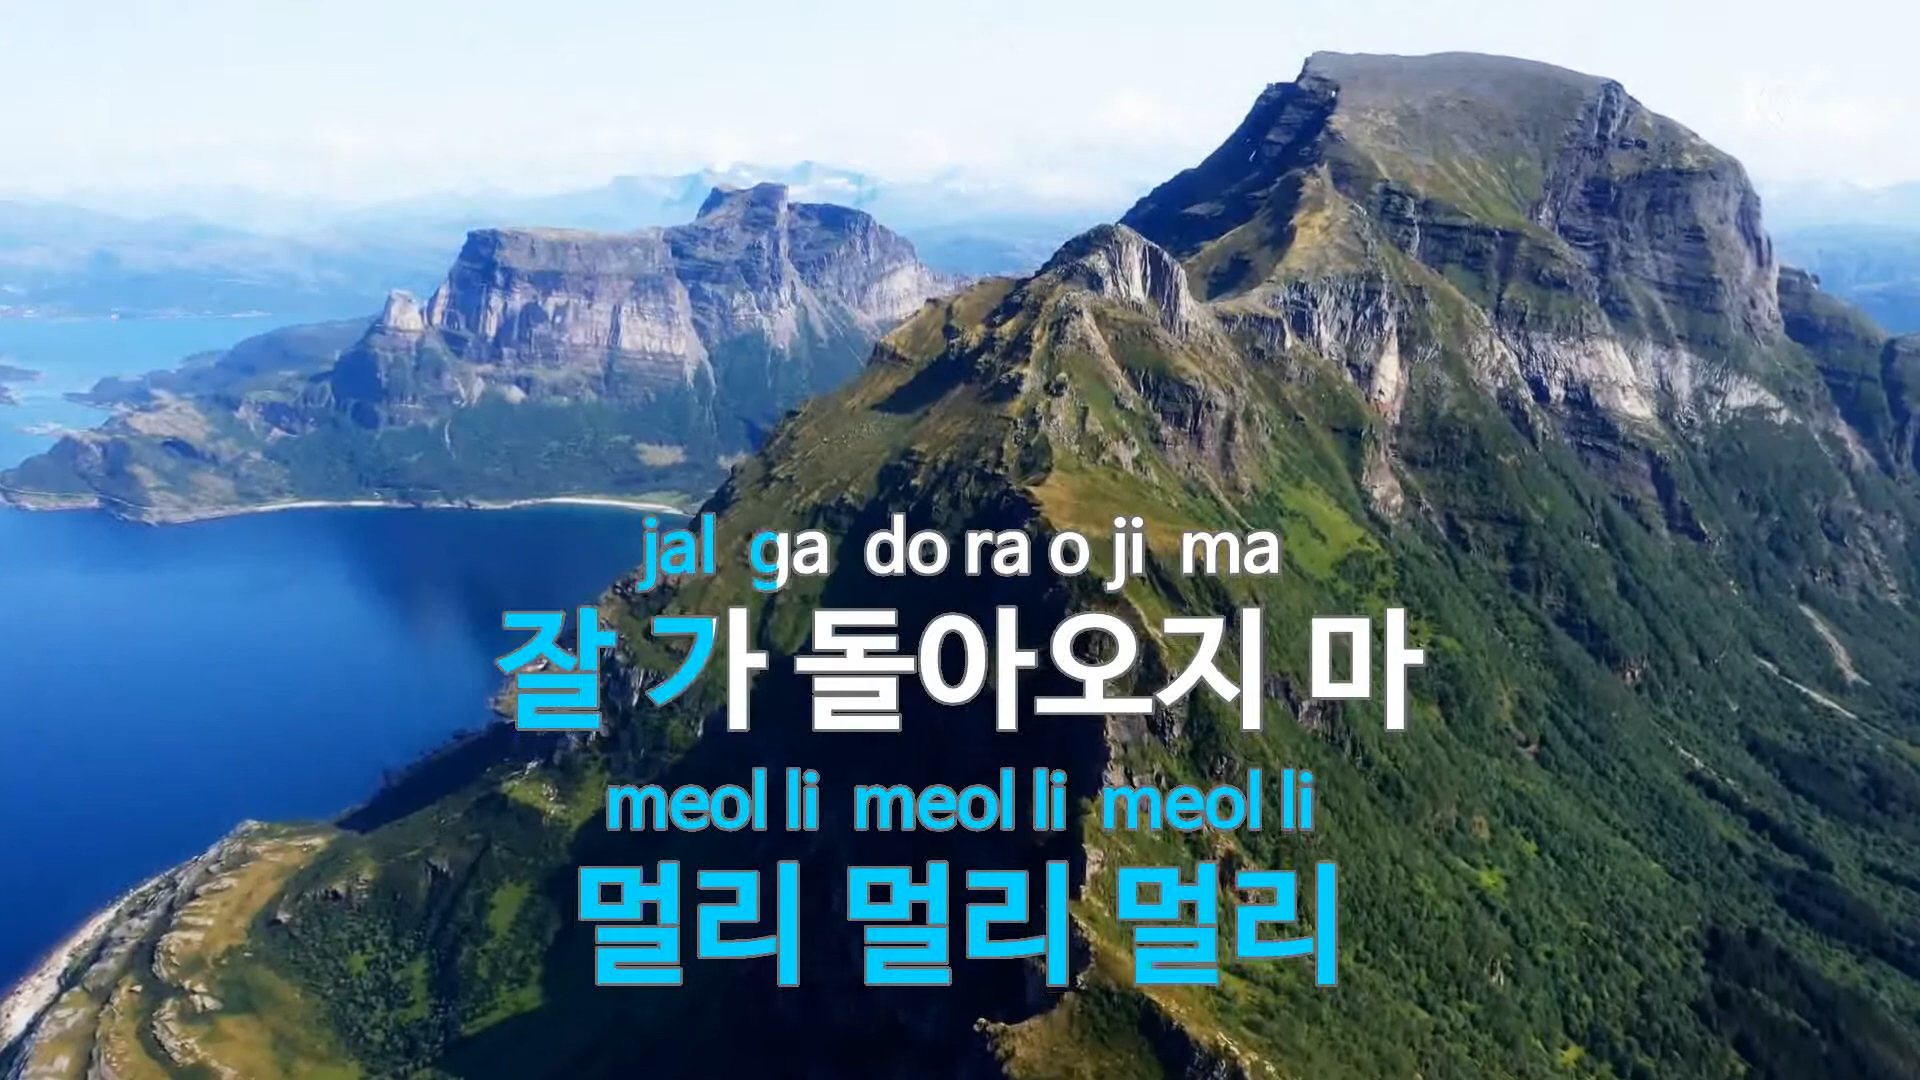 jal ga do ra o ji ma
잘 가 돌아오지 마
meol li meol li meol li
멀리 멀리 멀리